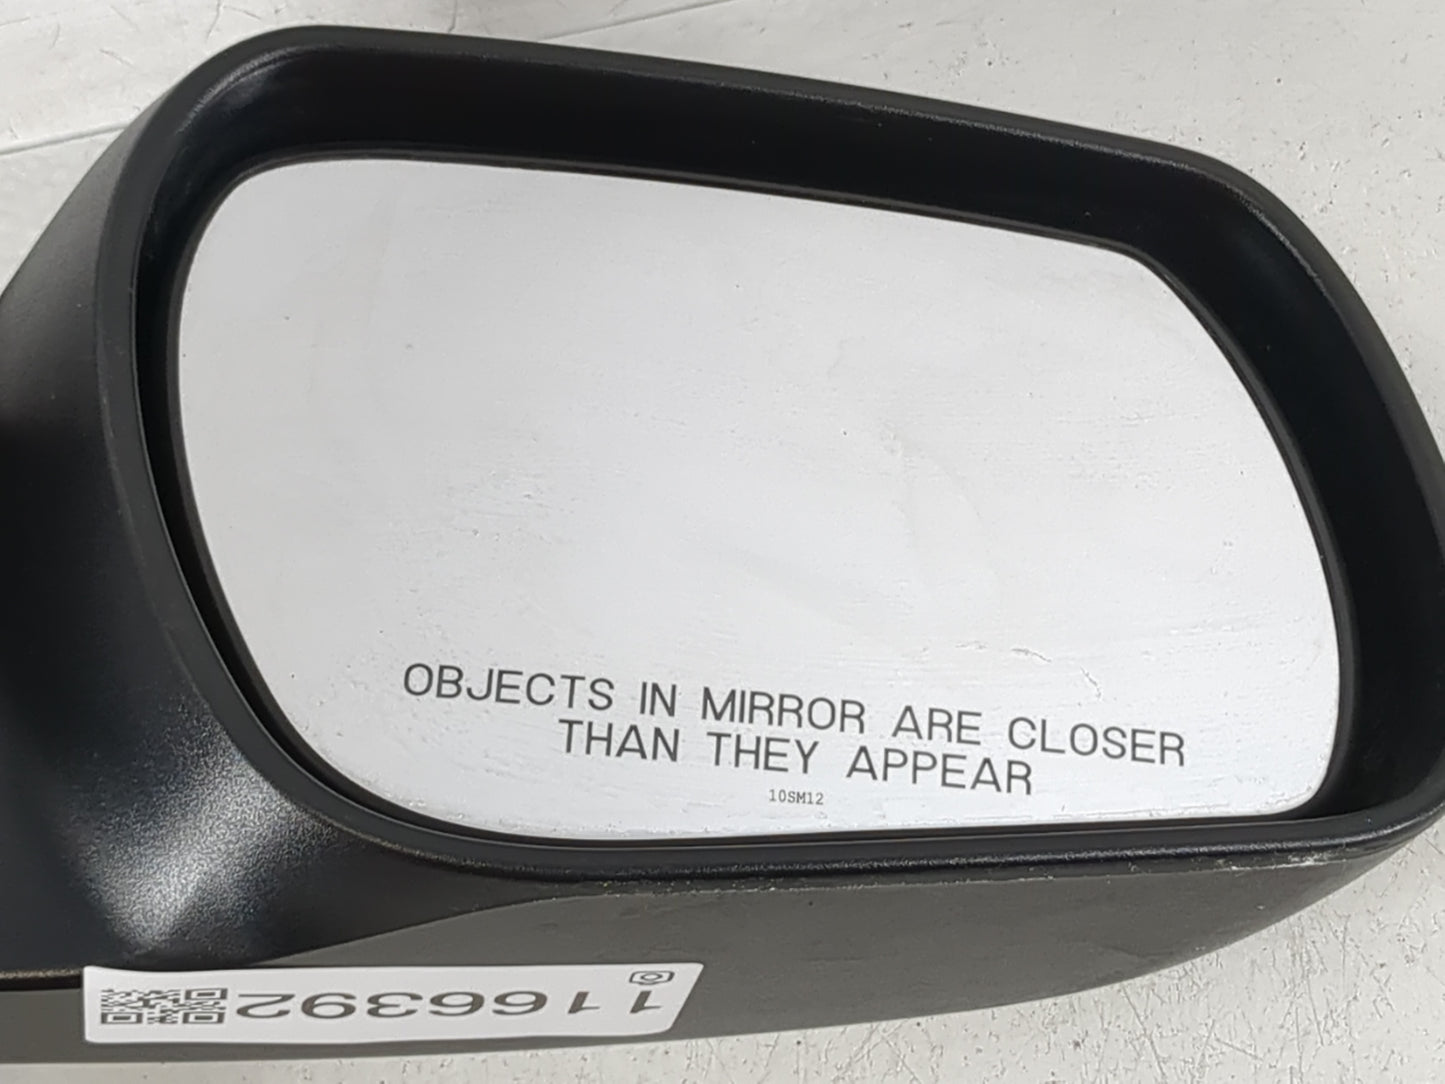 OBJECTS IN MIRROR ARE CLOSER
THAN THEY APPEAR
10SM12
1166392